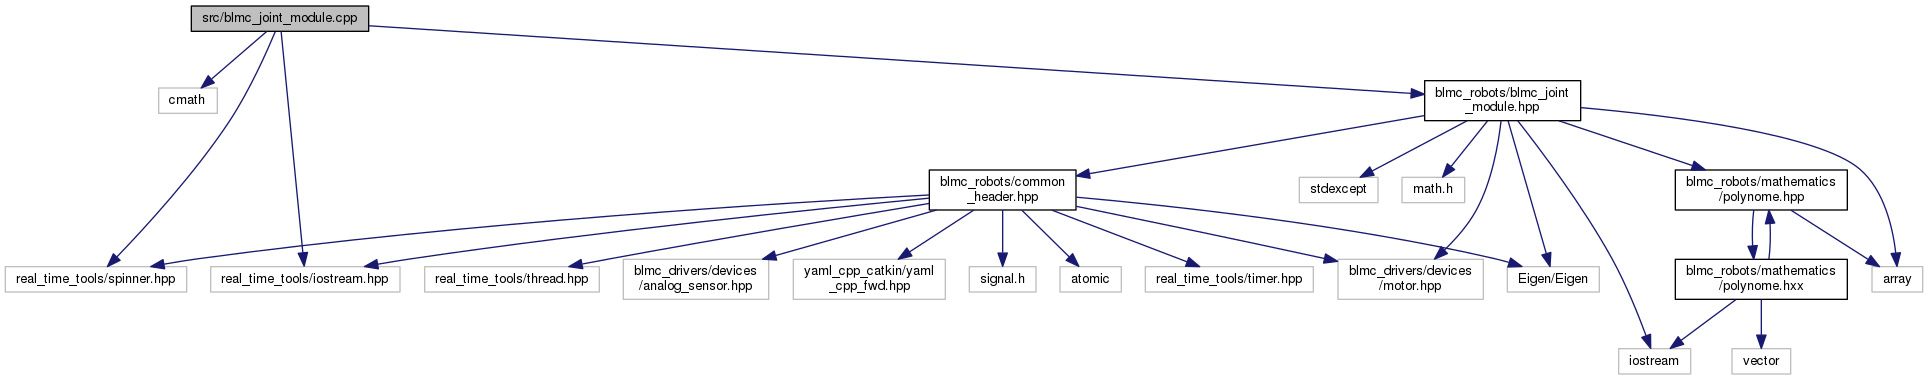 src/blmc_joint_module.cpp
cmath
blmc_robots/blmc_joint
_module.hpp
blmc_robots/common
_header.hpp
stdexcept
math.h
blmc_robots/mathematics
/polynome.hpp
real_time_tools/spinner.hpp
real_time_tools/iostream.hpp
real_time_tools/thread.hpp
blmc_drivers/devices
/analog_sensor.hpp
yaml_cpp_catkin/yaml
_cpp_fwd.hpp
signal.h
atomic
real_time_tools/timer.hpp
blmc_drivers/devices
/motor.hpp
Eigen/Eigen
blmc_robots/mathematics
/polynome.hxx
array
iostream
vector